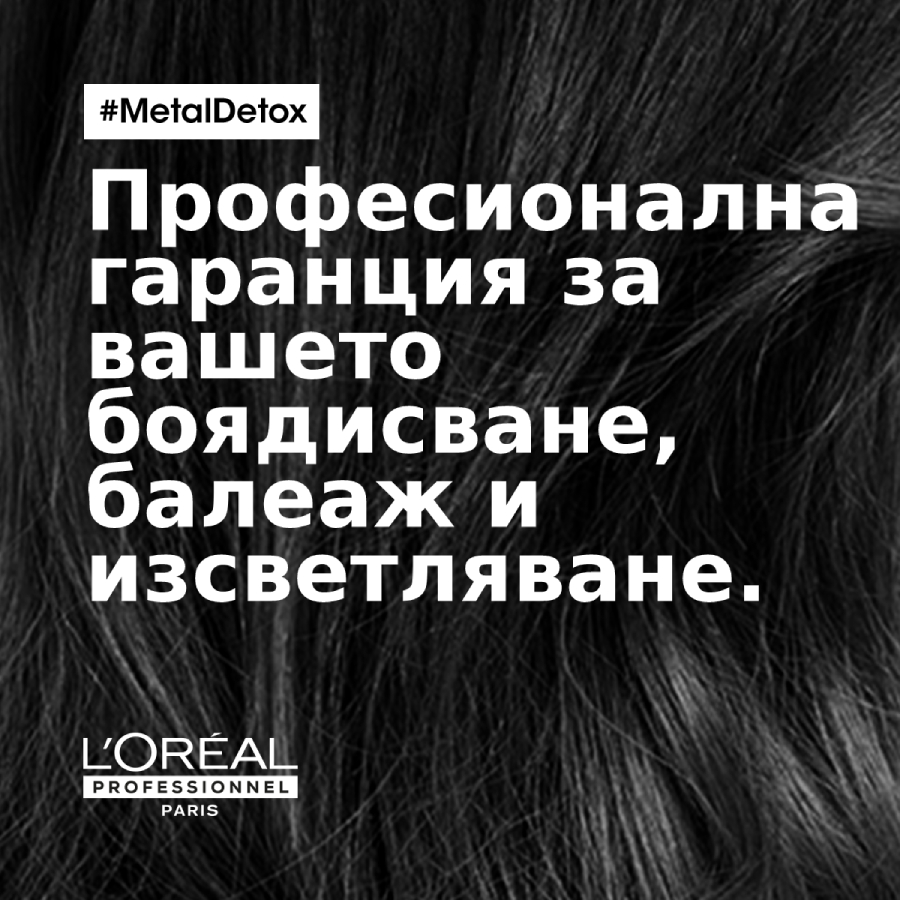 #MetalDetox
Професионална
гаранция за
вашето
боядисване,
балеаж и
изсветляване.
L'ORÉAL
PROFESSIONNEL
PARIS